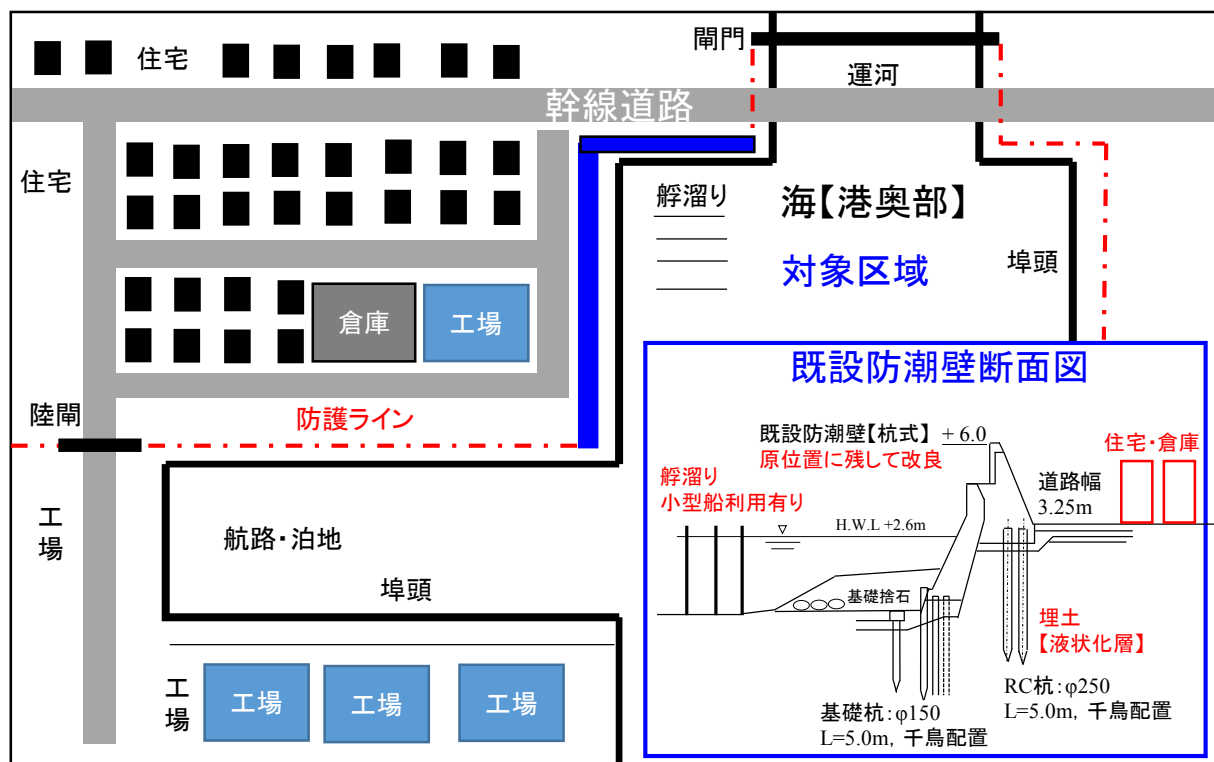 住宅
閘門
運河
幹線道路
住宅
艀溜り
海【港奥部】
対象区域
埠頭
倉庫
工場
陸閘
防護ライン
工場
航路・泊地
埠頭
工場
工場
工場
工場
既設防潮壁断面図
既設防潮壁【杭式】
+ 6.0
原位置に残して改良
住宅・倉庫
艀溜り
小型船利用有り
道路幅
3.25m
H.W.L +2.6m
基礎捨石
埋土
【液状化層】
RC杭:φ250
L=5.0m, 千鳥配置
基礎杭:φ150
L=5.0m, 千鳥配置